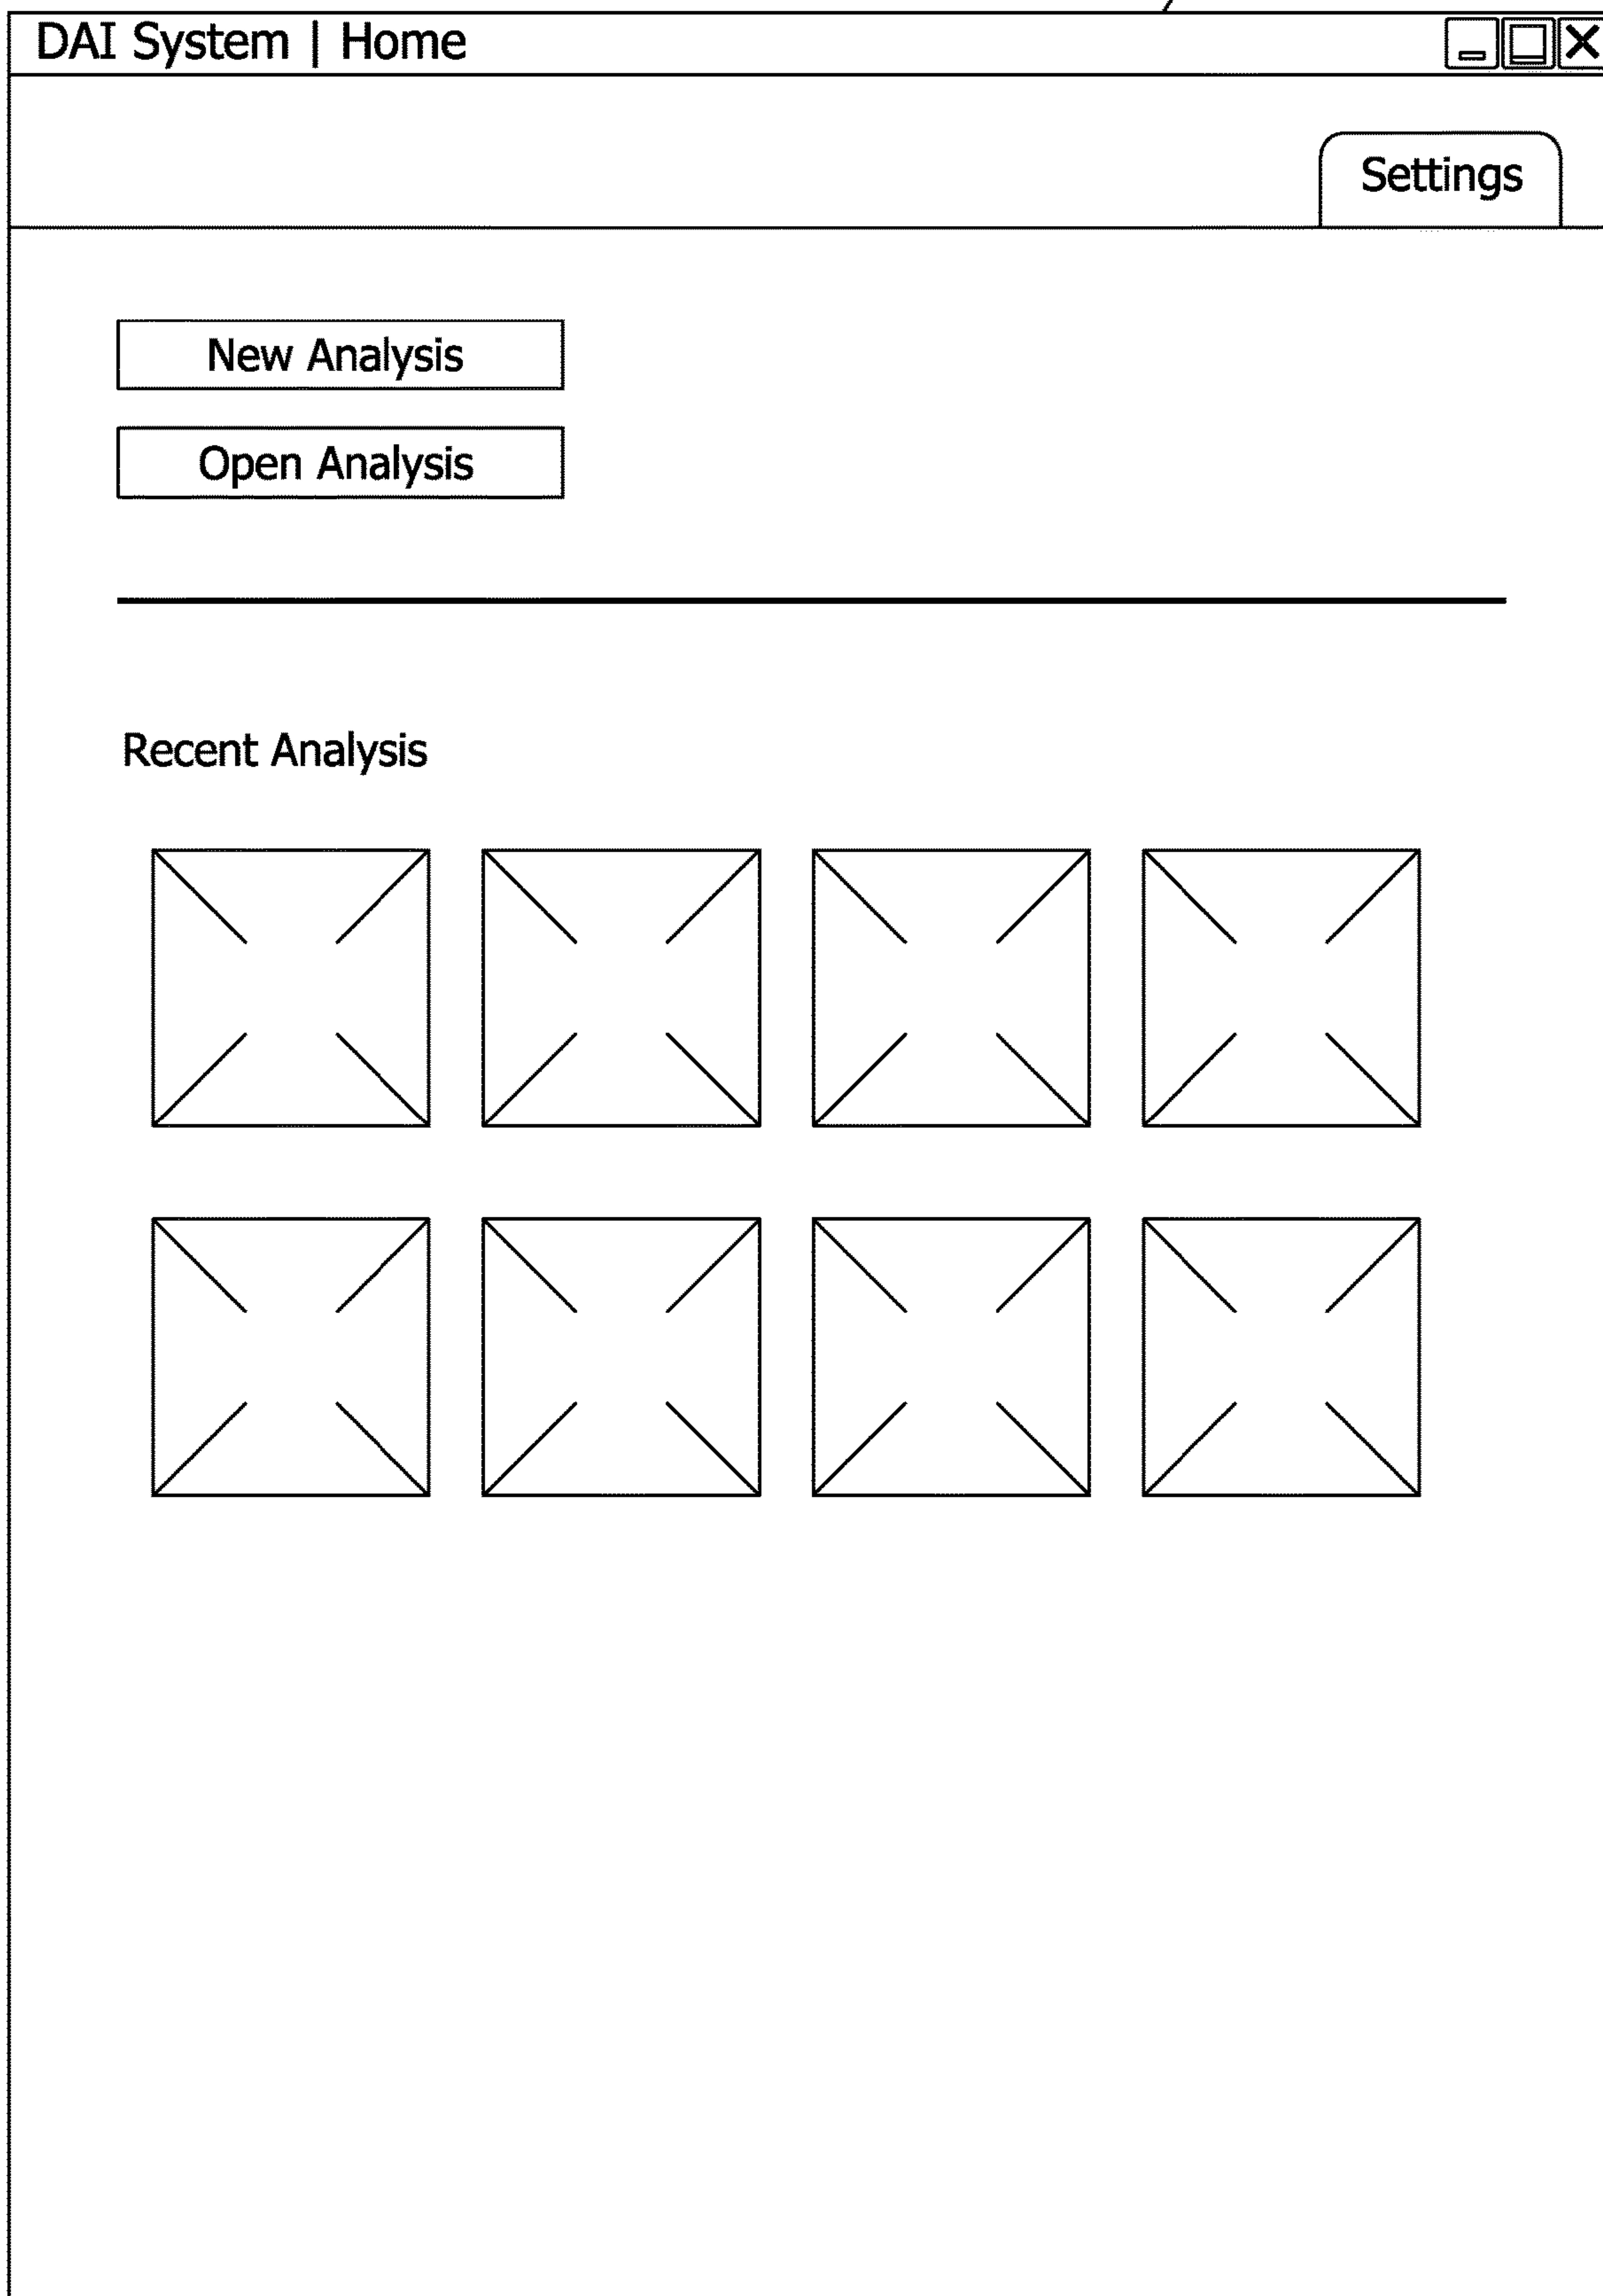 DAI System | Home
Settings
New Analysis
Open Analysis
Recent Analysis